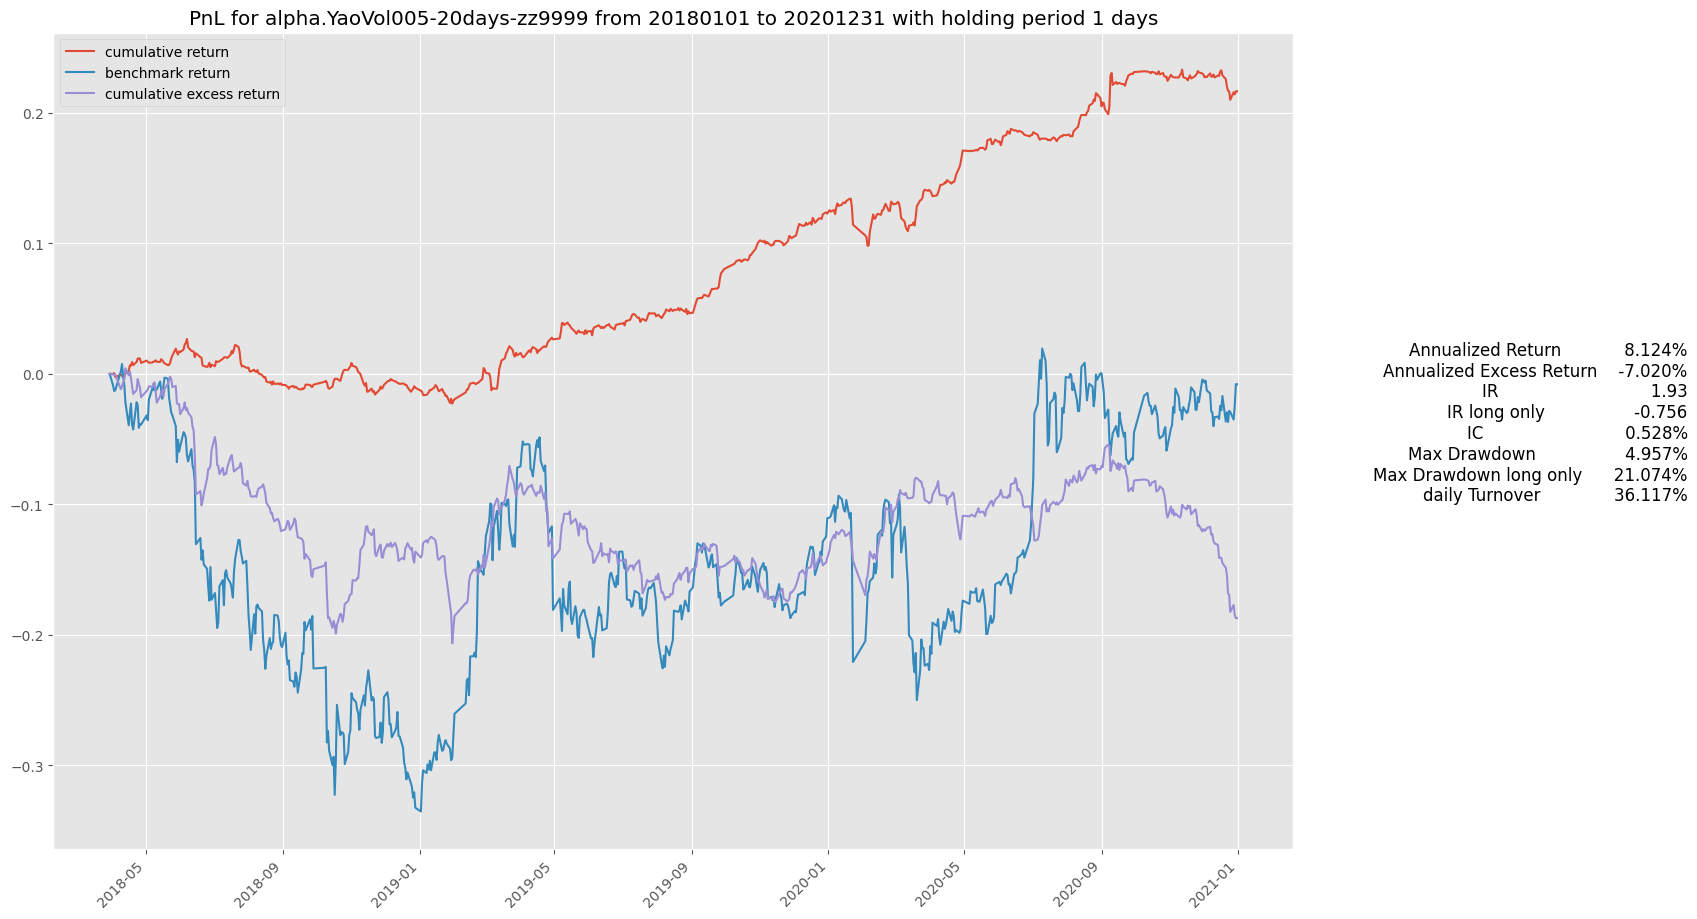 PnL for alpha.YaoVol005-20days-zz9999 from 20180101 to 20201231 with holding period 1 days
cumulative return
benchmark return
cumulative excess return
0.2
0.1
0.0
−0.1
−0.2
−0.3
2018-05
2018-09
2019-01
2019-05
2019-09
2020-01
2020-05
2020-09
2021-01
Annualized Return 8.124%
Annualized Excess Return -7.020%
IR 1.93
IR long only -0.756
IC 0.528%
Max Drawdown 4.957%
Max Drawdown long only 21.074%
daily Turnover 36.117%